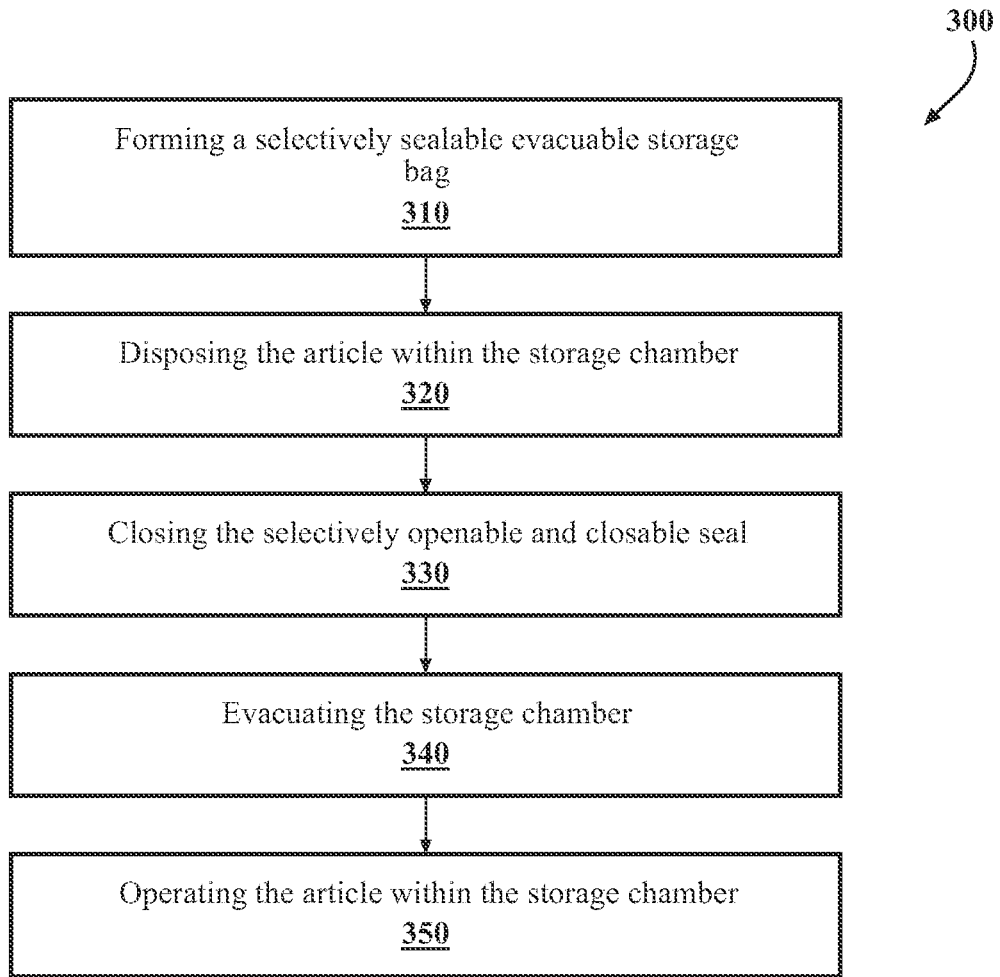 300
Forming a selectively sealable evacuable storage
bag
310
Disposing the article within the storage chamber
320
Closing the selectively openable and closable seal
330
Evacuating the storage chamber
340
Operating the article within the storage chamber
350